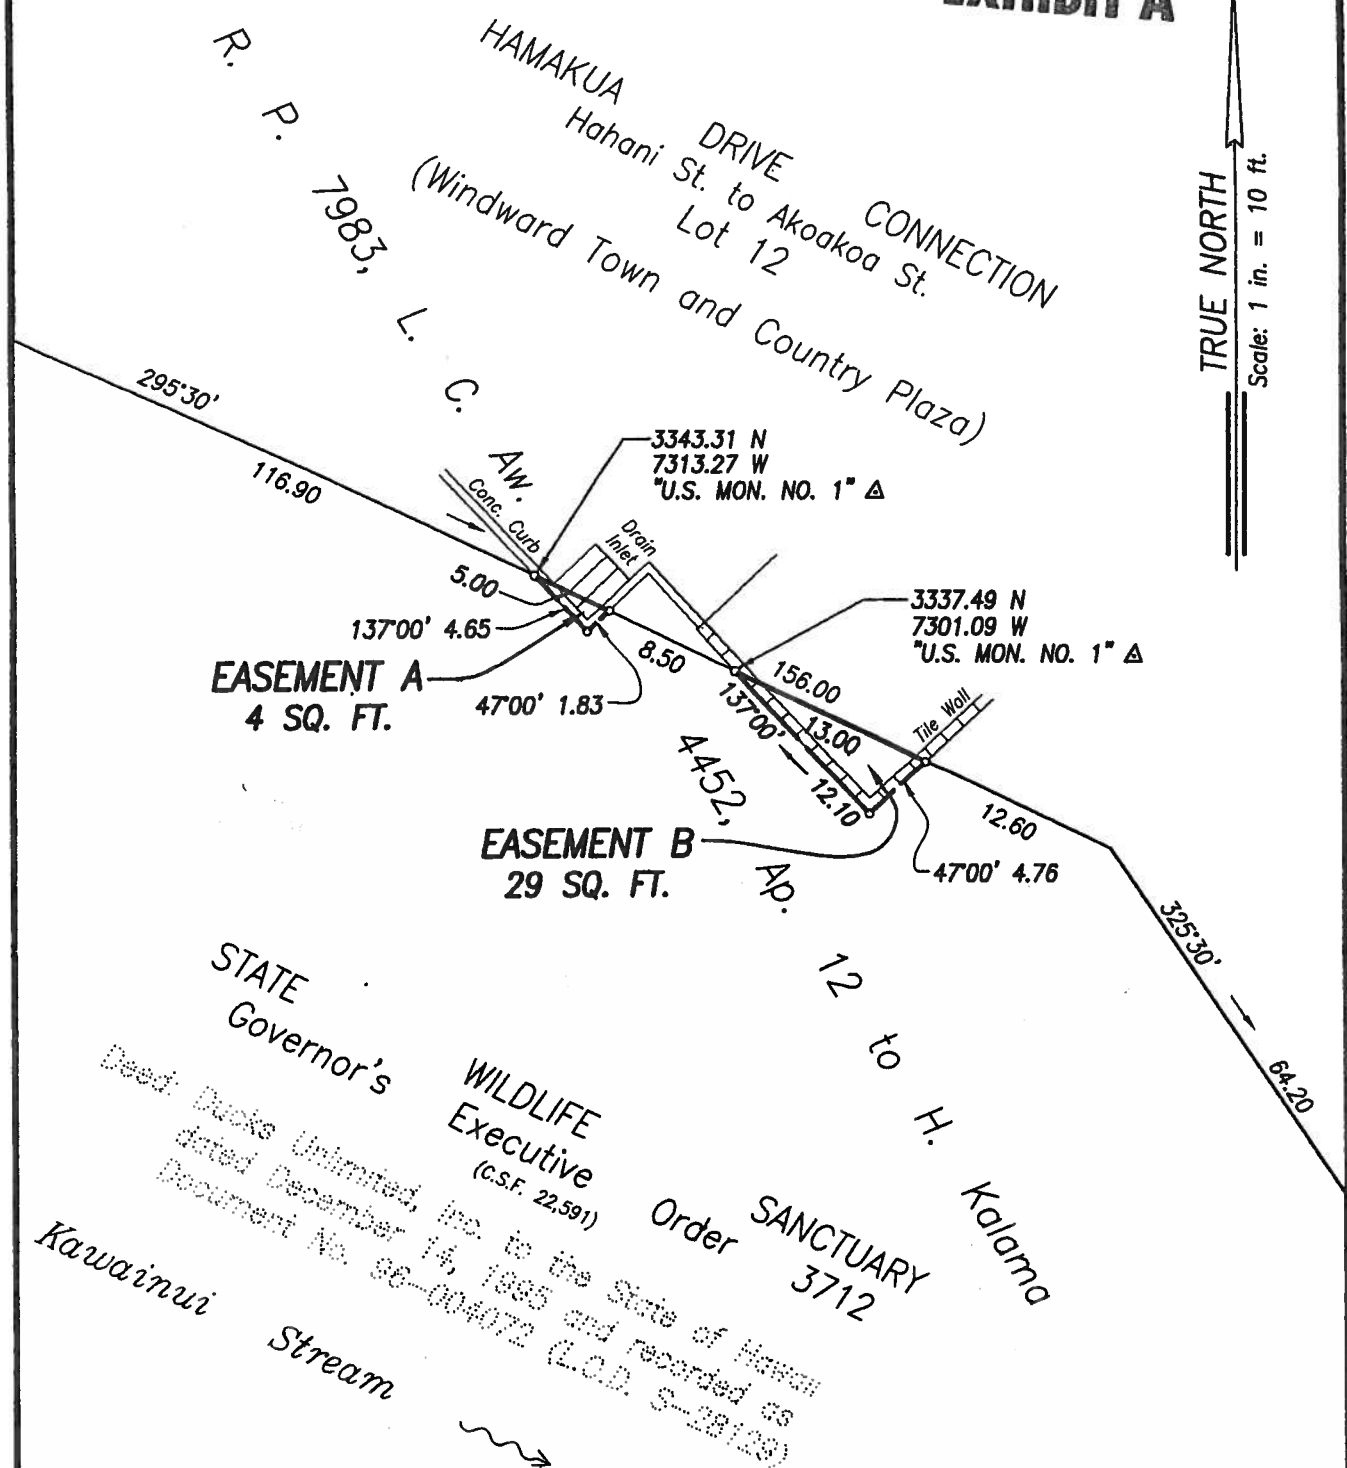 EXHIBIT A
HAMAKUA DRIVE CONNECTION
Hahani St. to Akoakoa St.
Lot 12
(Windward Town and Country Plaza)
TRUE NORTH
Scale: 1 in. = 10 ft.
R. P. 7983, L. C. Aw. 4452, Ap. 12 to H. Kalama
295°30'
116.90
Conc. Curb
Drain
Inlet
3343.31 N
7313.27 W
"U.S. MON. NO. 1"
5.00
137°00' 4.65
EASEMENT A
4 SQ. FT.
47°00' 1.83
8.50
3337.49 N
7301.09 W
"U.S. MON. NO. 1"
156.00
137°00'
13.00
12.10
Tile Wall
EASEMENT B
29 SQ. FT.
47°00' 4.76
12.60
325°30'
64.20
STATE WILDLIFE SANCTUARY
Governor's Executive Order 3712
(C.S.F. 22,591)
Deed: Ducks Unlimited, Inc. to the State of Hawaii
dated December 14, 1995 and recorded as
Document No. 96-004072 (L.O.D. S-28129)
Kawainui Stream